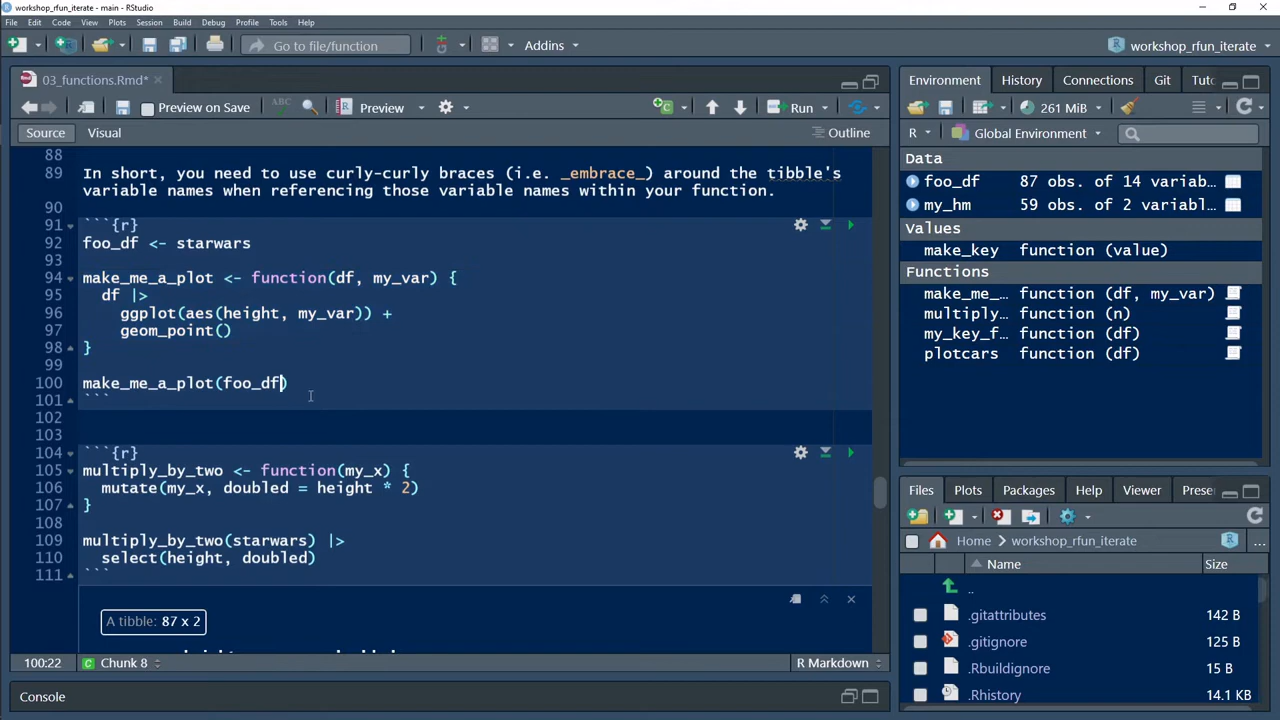 workshop_rfun_iterate - main - RStudio
File Edit Code View Plots Session Build Debug Profile Tools Help
Go to file/function Addins workshop_rfun_iterate
03_functions.Rmd*
Preview on Save ABC Preview Run
Source Visual Outline
88
89 In short, you need to use curly-curly braces (i.e. _embrace_) around the tibble's
variable names when referencing those variable names within your function.
90
91 ```{r}
92 foo_df <- starwars
93
94 make_me_a_plot <- function(df, my_var) {
95 df |>
96 ggplot(aes(height, my_var)) +
97 geom_point()
98 }
99
100 make_me_a_plot(foo_df)
101 ```
102
103
104 ```{r}
105 multiply_by_two <- function(my_x) {
106 mutate(my_x, doubled = height * 2)
107 }
108
109 multiply_by_two(starwars) |>
110 select(height, doubled)
111 ```
A tibble: 87 x 2
100:22 Chunk 8 R Markdown
Console
Environment History Connections Git Tutc
261 MiB
R Global Environment
Data
foo_df 87 obs. of 14 variab…
my_hm 59 obs. of 2 variabl…
Values
make_key function (value)
Functions
make_me_… function (df, my_var)
multiply… function (n)
my_key_f… function (df)
plotcars function (df)
Files Plots Packages Help Viewer Prese
Home workshop_rfun_iterate ...
Name Size
..
.gitattributes 142 B
.gitignore 125 B
.Rbuildignore 15 B
.Rhistory 14.1 KB